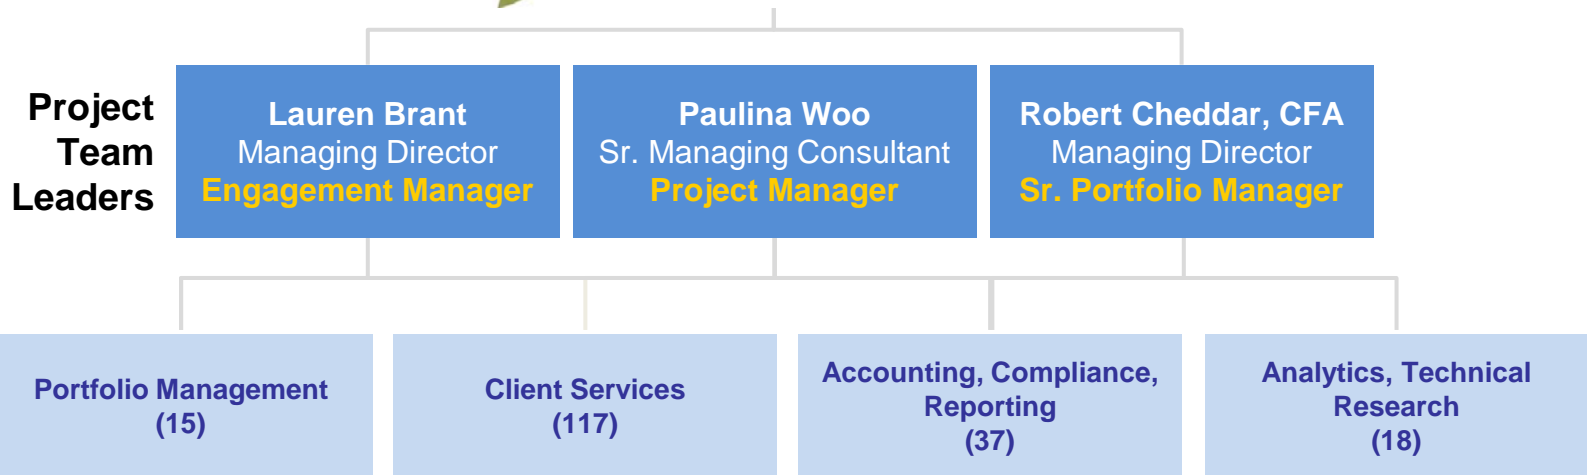 Project
Team
Leaders
Lauren Brant
Managing Director
Engagement Manager
Paulina Woo
Sr. Managing Consultant
Project Manager
Robert Cheddar, CFA
Managing Director
Sr. Portfolio Manager
Portfolio Management
(15)
Client Services
(117)
Accounting, Compliance,
Reporting
(37)
Analytics, Technical
Research
(18)